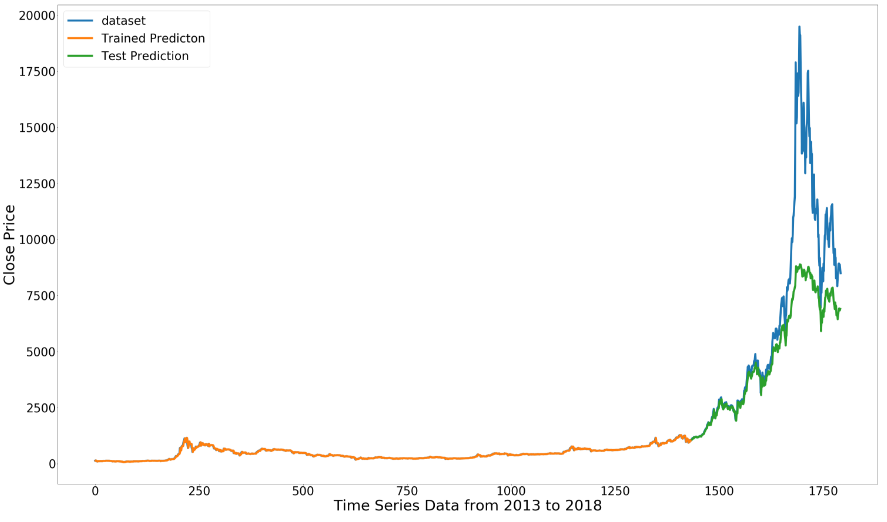 dataset
Trained Predicton
Test Prediction
20000
17500
15000
12500
10000
7500
5000
2500
0
Close Price
0 250 500 750 1000 1250 1500 1750
Time Series Data from 2013 to 2018